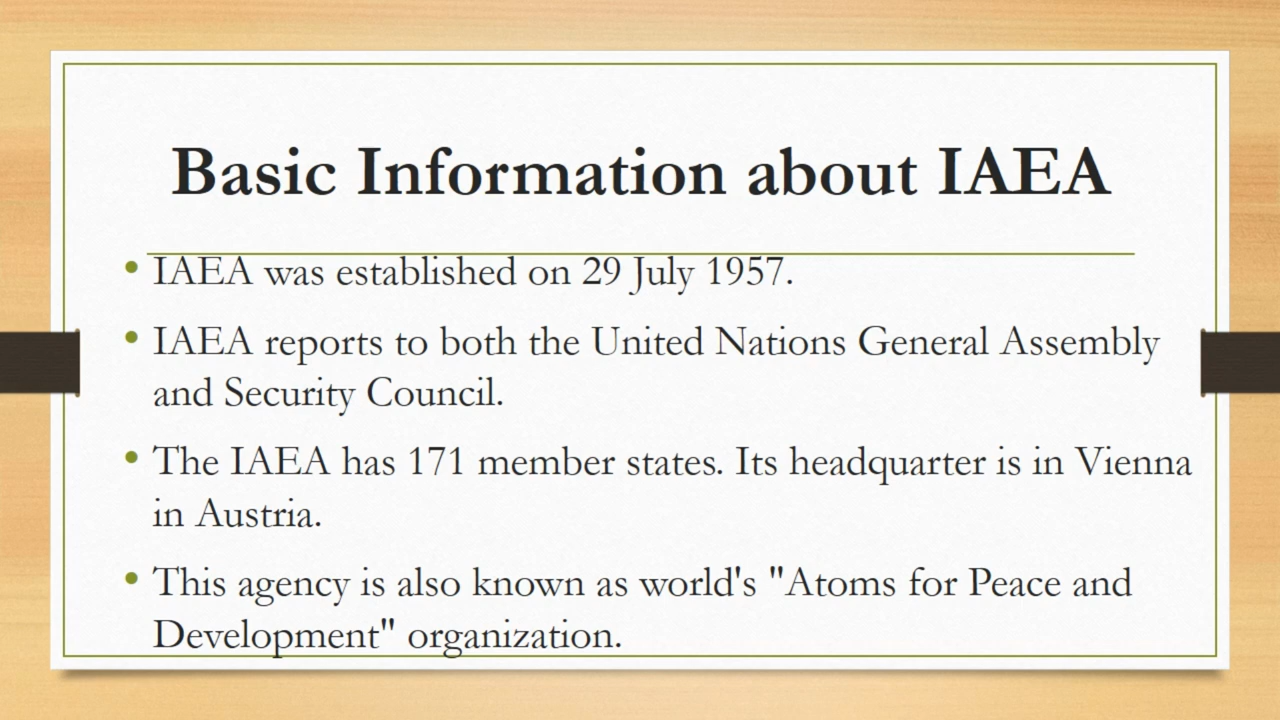 Basic Information about IAEA
• IAEA was established on 29 July 1957.
• IAEA reports to both the United Nations General Assembly
and Security Council.
• The IAEA has 171 member states. Its headquarter is in Vienna
in Austria.
• This agency is also known as world's "Atoms for Peace and
Development" organization.